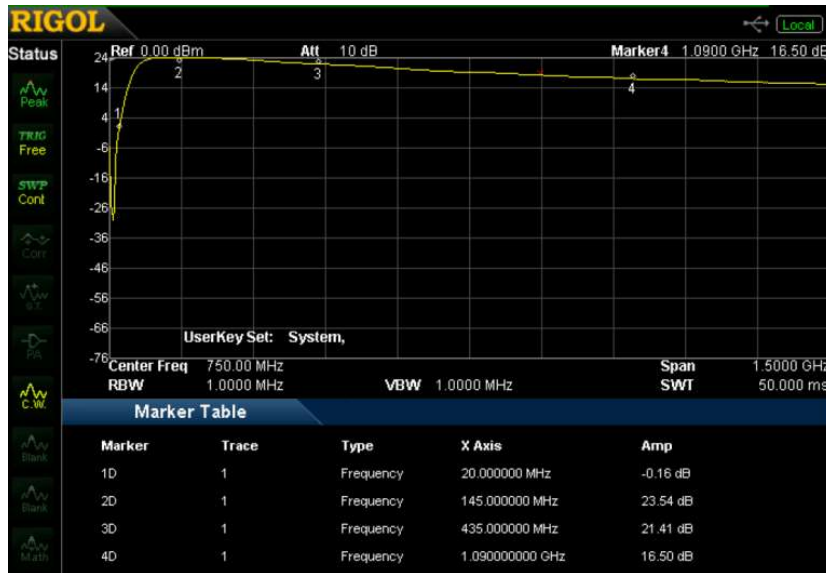 RIGOL
Local
Status
Ref 0.00 dBm Att 10 dB Marker4 1.0900 GHz 16.50 dB
24
2
3
Peak
14
4
1
4
TRIG
Free
-6
SWP
Cont
-16
-26
-36
Corr
-46
S.T.
-56
-66
UserKey Set: System,
P/A
-76
Center Freq 750.00 MHz Span 1.5000 GHz
RBW 1.0000 MHz VBW 1.0000 MHz SWT 50.000 ms
C.W.
Marker Table
Marker Trace Type X Axis Amp
Blank
1D 1 Frequency 20.000000 MHz -0.16 dB
2D 1 Frequency 145.000000 MHz 23.54 dB
Blank
3D 1 Frequency 435.000000 MHz 21.41 dB
4D 1 Frequency 1.090000000 GHz 16.50 dB
Math